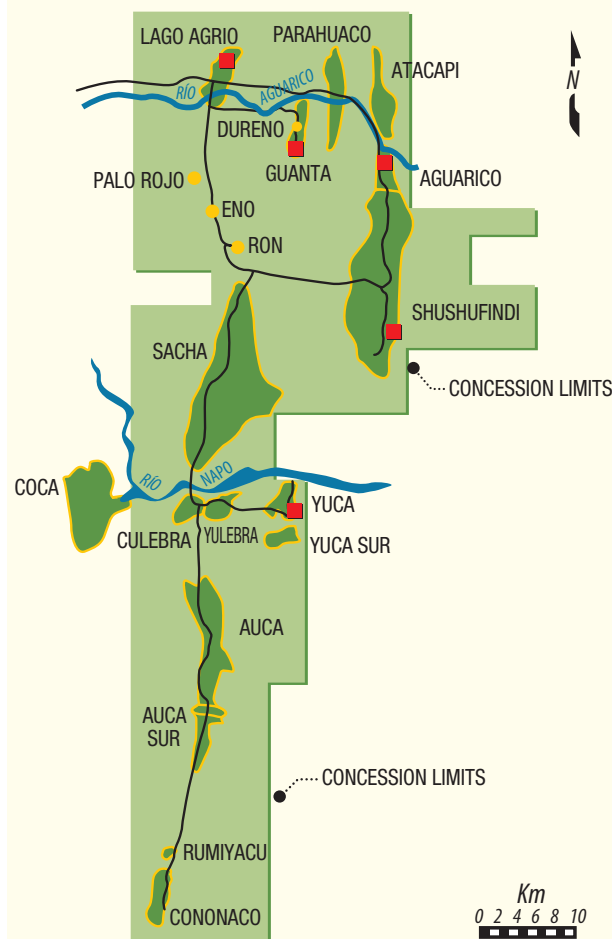 LAGO AGRIO
PARAHUACO
ATACAPI
N
RÍO
AGUARICO
DURENO
GUANTA
AGUARICO
PALO ROJO
ENO
RON
SHUSHUFINDI
SACHA
CONCESSION LIMITS
RÍO
NAPO
COCA
YUCA
CULEBRA
YULEBRA
YUCA SUR
AUCA
AUCA
SUR
CONCESSION LIMITS
RUMIYACU
CONONACO
Km
0 2 4 6 8 10